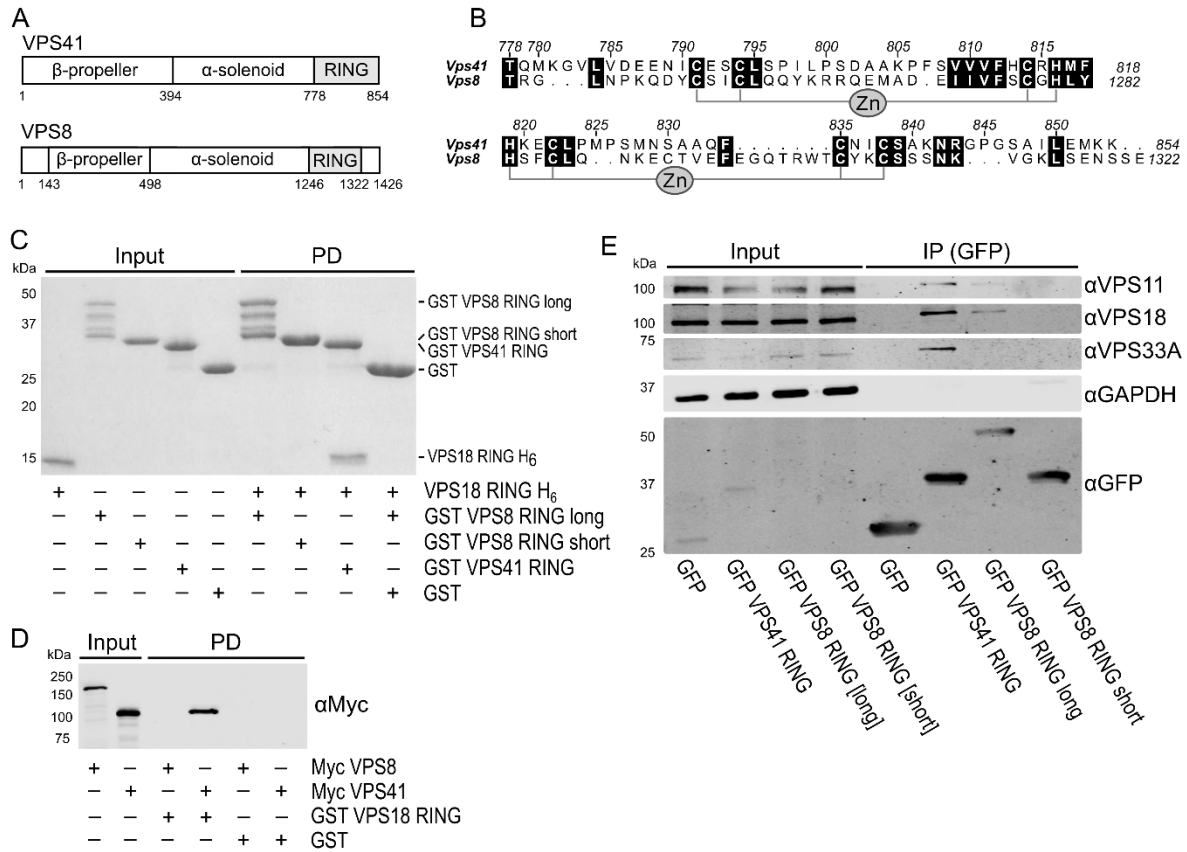 A
VPS41
β-propeller α-solenoid RING
1 394 778 854
VPS8
β-propeller α-solenoid RING
1 143 498 1246 1322 1426
B
778 780 785 790 795 800 805 810 815
Vps41 TQMKGVLVDEENICESCLSPILPSDAAKPFSVVVFHCRHMF 818
Vps8 TRG...LNPKQDYCSICLQQYKRRQEMAD.EIIVFSCGHLY 1282
Zn
820 825 830 835 840 845 850
Vps41 HKECLPMPSMNSAAQF......CNICSAKNRGPGSAILEMKK.. 854
Vps8 HSFCLQ..NKECTVEFEGQTRWTCYKCSSSNK...VGKLSENSSE 1322
Zn
C
Input PD
kDa
50
37
25
20
15
GST VPS8 RING long
GST VPS8 RING short
GST VPS41 RING
GST
VPS18 RING H6
+ – – – – + + + + VPS18 RING H6
– + – – – + – – + GST VPS8 RING long
– – + – – – + – – GST VPS8 RING short
– – – + – – – + – GST VPS41 RING
– – – – + – – – + GST
D
Input PD
kDa
250
150
100
75
αMyc
+ – + – + – Myc VPS8
– + – + – + Myc VPS41
– – + + – – GST VPS18 RING
– – – – + + GST
E
Input IP (GFP)
kDa
100 αVPS11
100 αVPS18
75 αVPS33A
37 αGAPDH
50
37 αGFP
25
GFP
GFP VPS41 RING
GFP VPS8 RING [long]
GFP VPS8 RING [short]
GFP
GFP VPS41 RING
GFP VPS8 RING long
GFP VPS8 RING short